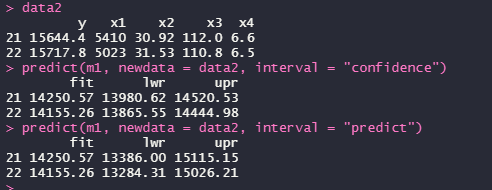 > data2
         y   x1    x2    x3  x4
21 15644.4 5410 30.92 112.0 6.6
22 15717.8 5023 31.53 110.8 6.5
> predict(m1, newdata = data2, interval = "confidence")
        fit      lwr      upr
21 14250.57 13980.62 14520.53
22 14155.26 13865.55 14444.98
> predict(m1, newdata = data2, interval = "predict")
        fit      lwr      upr
21 14250.57 13386.00 15115.15
22 14155.26 13284.31 15026.21
>